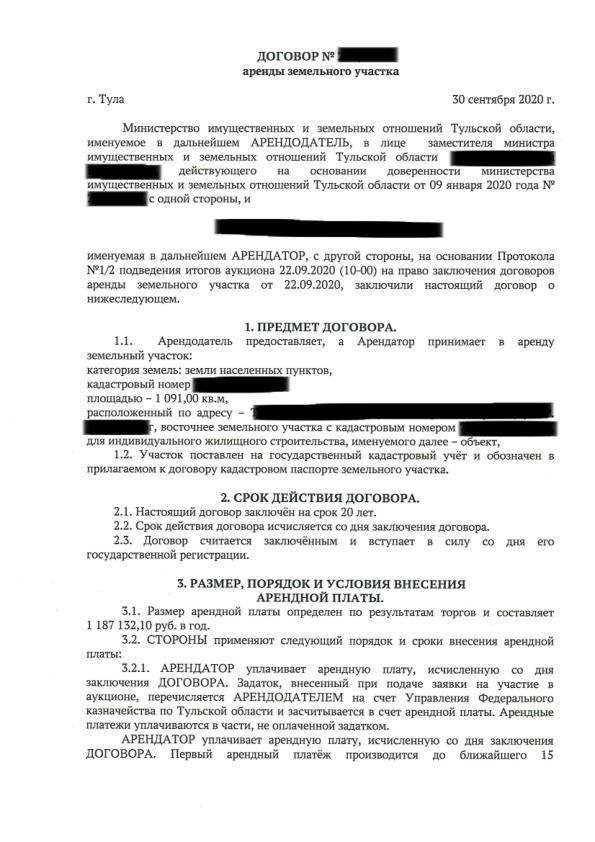 ДОГОВОР №
аренды земельного участка
г. Тула 30 сентября 2020 г.
Министерство имущественных и земельных отношений Тульской области,
именуемое в дальнейшем АРЕНДОДАТЕЛЬ, в лице заместителя министра
имущественных и земельных отношений Тульской области
действующего на основании доверенности министерства
имущественных и земельных отношений Тульской области от 09 января 2020 года №
с одной стороны, и
именуемая в дальнейшем АРЕНДАТОР, с другой стороны, на основании Протокола
№1/2 подведения итогов аукциона 22.09.2020 (10-00) на право заключения договоров
аренды земельного участка от 22.09.2020, заключили настоящий договор о
нижеследующем.
1. ПРЕДМЕТ ДОГОВОРА.
1.1. Арендодатель предоставляет, а Арендатор принимает в аренду
земельный участок:
категория земель: земли населенных пунктов,
кадастровый номер
площадью – 1 091,00 кв.м,
расположенный по адресу –
г, восточнее земельного участка с кадастровым номером
для индивидуального жилищного строительства, именуемого далее – объект,
1.2. Участок поставлен на государственный кадастровый учёт и обозначен в
прилагаемом к договору кадастровом паспорте земельного участка.
2. СРОК ДЕЙСТВИЯ ДОГОВОРА.
2.1. Настоящий договор заключён на срок 20 лет.
2.2. Срок действия договора исчисляется со дня заключения договора.
2.3. Договор считается заключённым и вступает в силу со дня его
государственной регистрации.
3. РАЗМЕР, ПОРЯДОК И УСЛОВИЯ ВНЕСЕНИЯ
АРЕНДНОЙ ПЛАТЫ.
3.1. Размер арендной платы определен по результатам торгов и составляет
1 187 132,10 руб. в год.
3.2. СТОРОНЫ применяют следующий порядок и сроки внесения арендной
платы:
3.2.1. АРЕНДАТОР уплачивает арендную плату, исчисленную со дня
заключения ДОГОВОРА. Задаток, внесенный при подаче заявки на участие в
аукционе, перечисляется АРЕНДОДАТЕЛЕМ на счет Управления Федерального
казначейства по Тульской области и засчитывается в счет арендной платы. Арендные
платежи уплачиваются в части, не оплаченной задатком.
АРЕНДАТОР уплачивает арендную плату, исчисленную со дня заключения
ДОГОВОРА. Первый арендный платёж производится до ближайшего 15